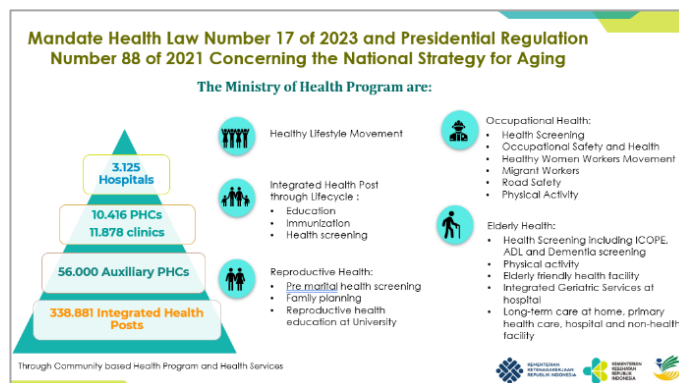 Mandate Health Law Number 17 of 2023 and Presidential Regulation
Number 88 of 2021 Concerning the National Strategy for Aging
The Ministry of Health Program are:
3.125
Hospitals
10.416 PHCs
11.878 clinics
56.000 Auxiliary PHCs
338.881 Integrated Health
Posts
Healthy Lifestyle Movement
Integrated Health Post
through Lifecycle :
• Education
• Immunization
• Health screening
Reproductive Health:
• Pre marital health screening
• Family planning
• Reproductive health
education at University
Occupational Health:
• Health Screening
• Occupational Safety and Health
• Healthy Women Workers Movement
• Migrant Workers
• Road Safety
• Physical Activity
Elderly Health:
• Health Screening including ICOPE,
ADL and Dementia screening
• Physical activity
• Elderly friendly health facility
• Integrated Geriatric Services at
hospital
• Long-term care at home, primary
health care, hospital and non-health
facility
Through Community based Health Program and Health Services
KEMENTERIAN
KETENAGAKERJAAN
REPUBLIK INDONESIA
KEMENTERIAN
KESEHATAN
REPUBLIK
INDONESIA